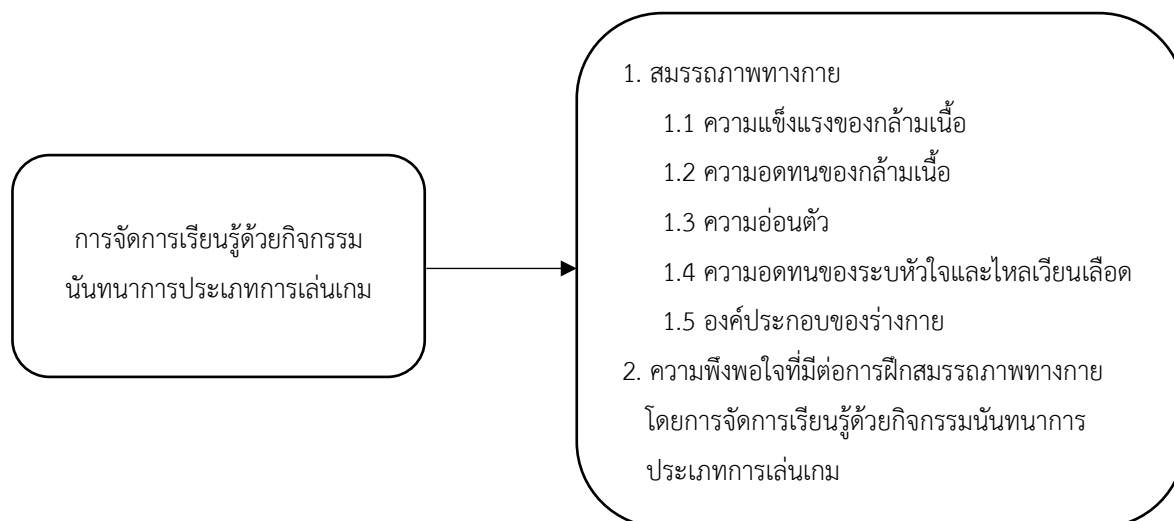 การจัดการเรียนรู้ด้วยกิจกรรม
นันทนาการประเภทการเล่นเกม
1. สมรรถภาพทางกาย
1.1 ความแข็งแรงของกล้ามเนื้อ
1.2 ความอดทนของกล้ามเนื้อ
1.3 ความอ่อนตัว
1.4 ความอดทนของระบบหัวใจและไหลเวียนเลือด
1.5 องค์ประกอบของร่างกาย
2. ความพึงพอใจที่มีต่อการฝึกสมรรถภาพทางกาย
โดยการจัดการเรียนรู้ด้วยกิจกรรมนันทนาการ
ประเภทการเล่นเกม